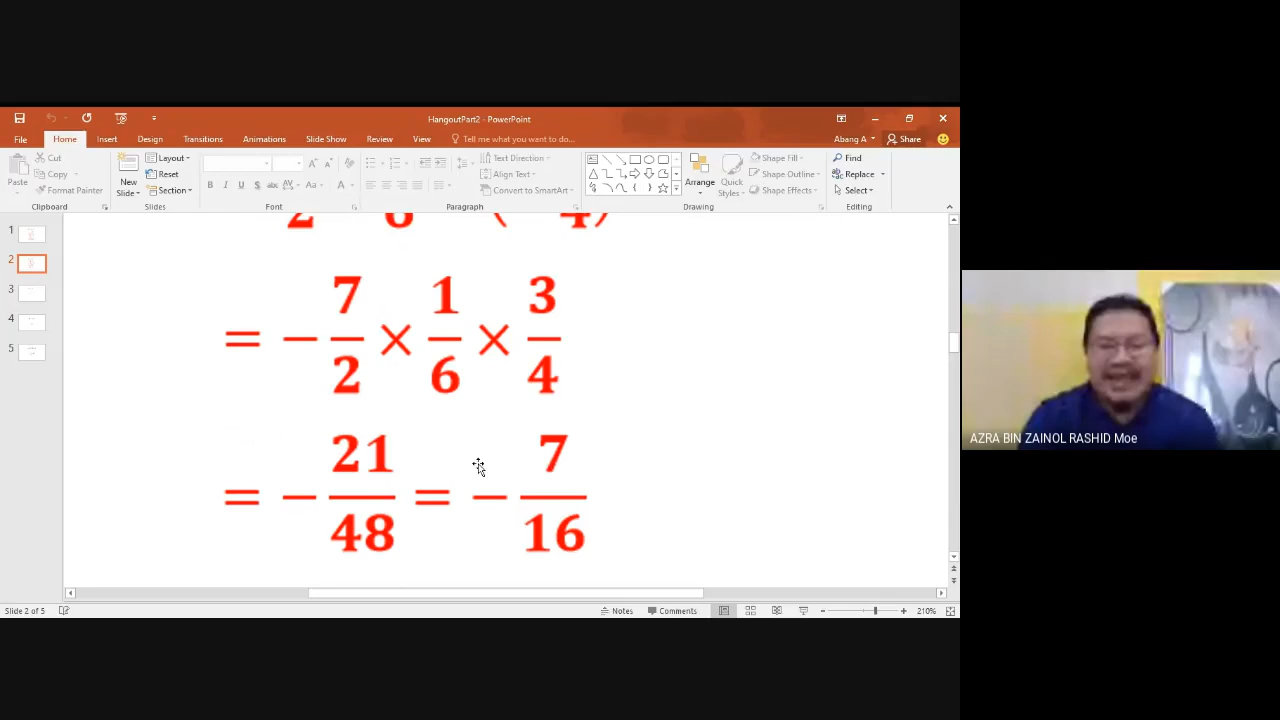 HangoutPart2 - PowerPoint
File Home Insert Design Transitions Animations Slide Show Review View Tell me what you want to do... Abang A Share
Paste Cut Copy Format Painter Clipboard
New Slide Layout Reset Section Slides
B I U S abc AV Aa A A A Font
Text Direction Align Text Convert to SmartArt Paragraph
Arrange Quick Styles Shape Fill Shape Outline Shape Effects Drawing
Find Replace Select Editing
1
2
3
4
5
= − 7/2 × 1/6 × 3/4
= − 21/48 = − 7/16
AZRA BIN ZAINOL RASHID Moe
Slide 2 of 5 Notes Comments 210%